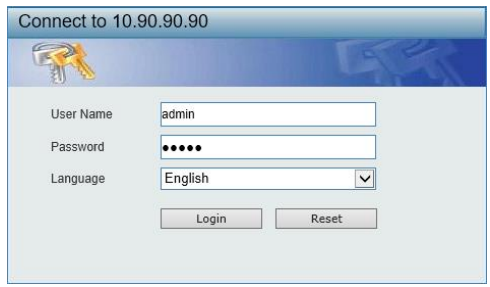 Connect to 10.90.90.90
User Name admin
Password •••••
Language English
Login Reset